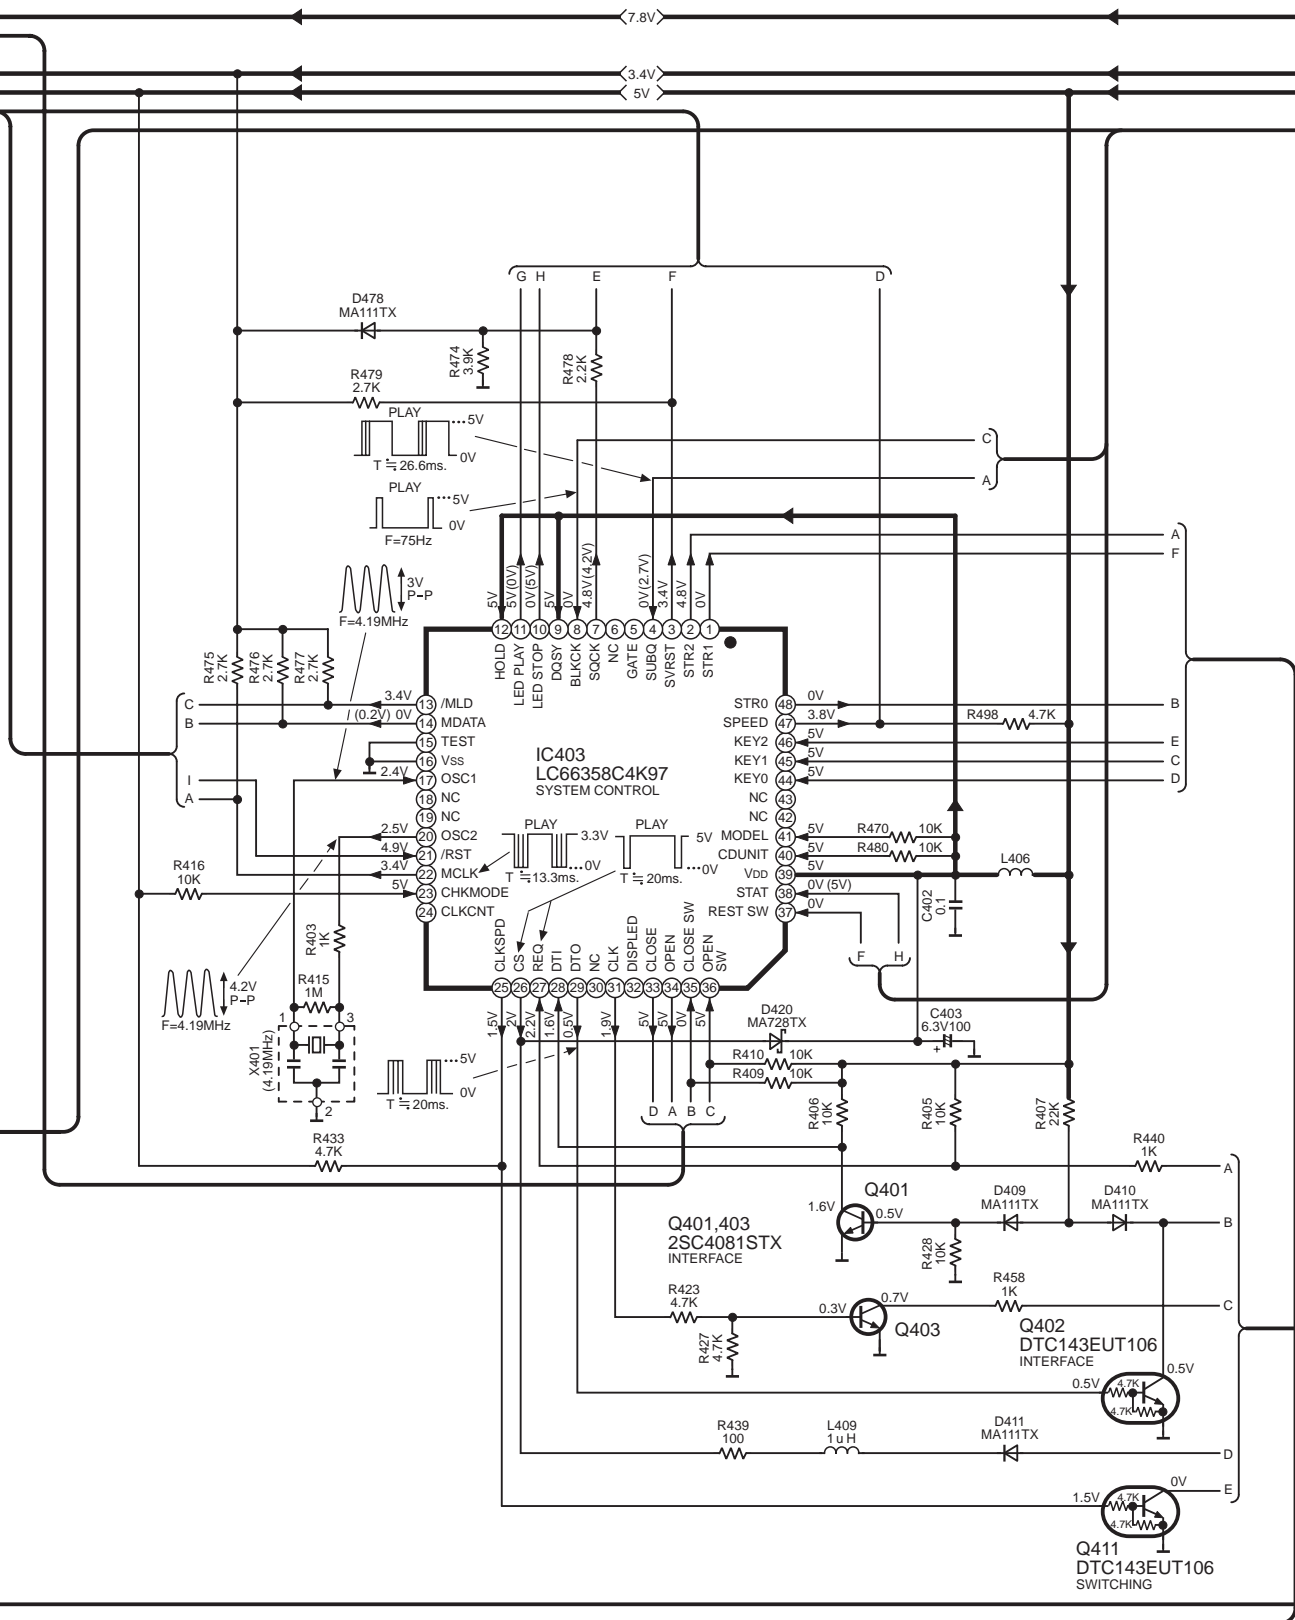 7.8V
3.4V
5V
G H E F D
D478
MA111TX
R474
3.9K
R478
2.2K
R479
2.7K
PLAY
5V
0V
T ≒ 26.6ms.
C
A
PLAY
5V
0V
F=75Hz
A
F
3V
P-P
F=4.19MHz
5V
5V(0V)
0V(5V)
5V
0V
4.8V(4.2V)
0V(2.7V)
3.4V
4.8V
0V
12 11 10 9 8 7 6 5 4 3 2 1
HOLD
LED PLAY
LED STOP
DQSY
BLKCK
SQCK
NC
GATE
SUBQ
SVRST
STR2
STR1
R475
2.7K
R476
2.7K
R477
2.7K
C
B
I
A
3.4V 13 /MLD
(0.2V) 0V 14 MDATA
15 TEST
16 Vss
2.4V 17 OSC1
18 NC
19 NC
2.5V 20 OSC2
4.9V 21 /RST
3.4V 22 MCLK
5V 23 CHKMODE
24 CLKCNT
IC403
LC66358C4K97
SYSTEM CONTROL
STR0 48 0V B
SPEED 47 3.8V R498 4.7K
KEY2 46 5V E
KEY1 45 5V C
KEY0 44 5V D
NC 43
NC 42
MODEL 41 5V R470 10K
CDUNIT 40 5V R480 10K
VDD 39 5V
STAT 38 0V (5V)
REST SW 37 0V
L406
C402
0.1
F H
PLAY
3.3V
0V
T ≒ 13.3ms.
PLAY
5V
0V
T ≒ 20ms.
R416
10K
R403
1K
R415
1M
4.2V
P-P
F=4.19MHz
1 3
X401
(4.19MHz)
2
CLKSPD
CS
REQ
DTI
DTO
NC
CLK
DISPLED
CLOSE
OPEN
CLOSE SW
OPEN
SW
25 26 27 28 29 30 31 32 33 34 35 36
1.5V
2V
2.2V
1.6V
0.5V
1.9V
5V
5V
0V
5V
5V
0V
T ≒ 20ms.
D420
MA728TX
C403
6.3V100
+
R410 10K
R409 10K
D A B C
R406
10K
R405
10K
R407
22K
R433
4.7K
R440
1K
A
Q401
1.6V
0.5V
D409
MA111TX
D410
MA111TX
B
Q401,403
2SC4081STX
INTERFACE
R428
10K
R423
4.7K
R427
4.7K
0.3V
0.7V
Q403
R458
1K
C
Q402
DTC143EUT106
INTERFACE
0.5V
0.5V
4.7K
4.7K
R439
100
L409
1uH
D411
MA111TX
D
1.5V
0V
E
4.7K
4.7K
Q411
DTC143EUT106
SWITCHING